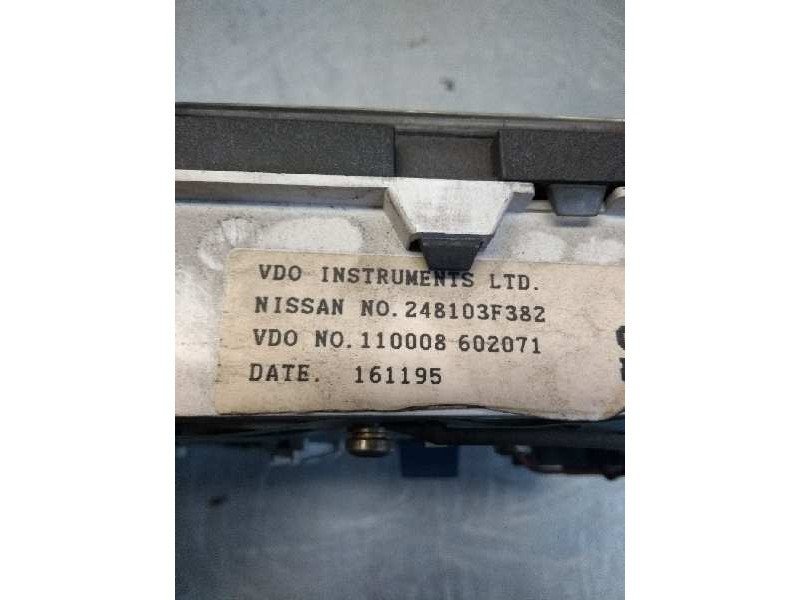 VDO INSTRUMENTS LTD.
NISSAN NO. 248103F382
VDO NO. 110008 602071
DATE. 161195